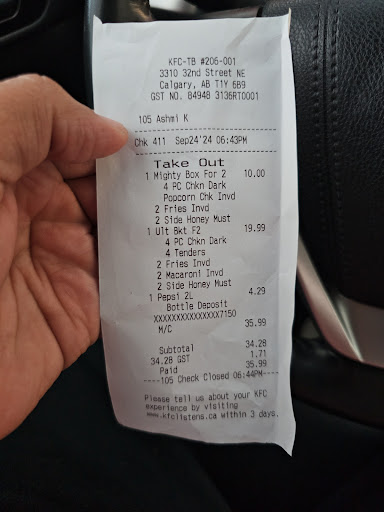 KFC-TB #206-001
3310 32nd Street NE
Calgary, AB T1Y 6B9
GST NO. 84948 3136RT0001
105 Ashmi K
Chk 411 Sep24'24 06:43PM
Take Out
1 Mighty Box For 2 10.00
4 PC Chkn Dark
Popcorn Chk Invd
2 Fries Invd
2 Side Honey Must
1 Ult Bkt F2 19.99
4 PC Chkn Dark
4 Tenders
2 Fries Invd
2 Macaroni Invd
2 Side Honey Must
1 Pepsi 2L 4.29
Bottle Deposit
XXXXXXXXXXXXXXX7150
M/C 35.99
Subtotal 34.28
34.28 GST 1.71
Paid 35.99
----105 Check Closed 06:44PM----
Please tell us about your KFC
experience by visiting
www.kfclistens.ca within 3 days.